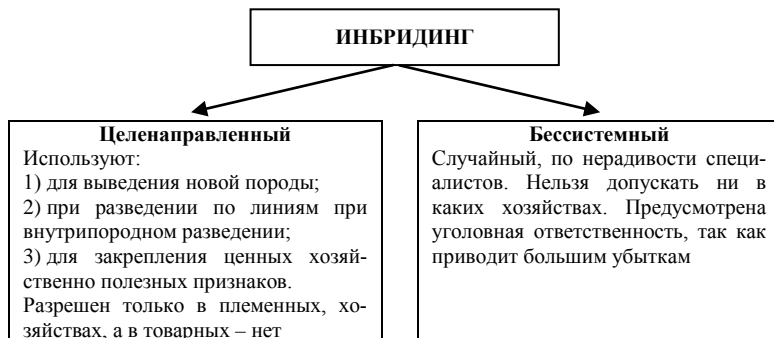 ИНБРИДИНГ
Целенаправленный
Используют:
1) для выведения новой породы;
2) при разведении по линиям при
внутрипородном разведении;
3) для закрепления ценных хозяй-
ственно полезных признаков.
Разрешен только в племенных, хо-
зяйствах, а в товарных – нет
Бессистемный
Случайный, по нерадивости специ-
алистов. Нельзя допускать ни в
каких хозяйствах. Предусмотрена
уголовная ответственность, так как
приводит большим убыткам